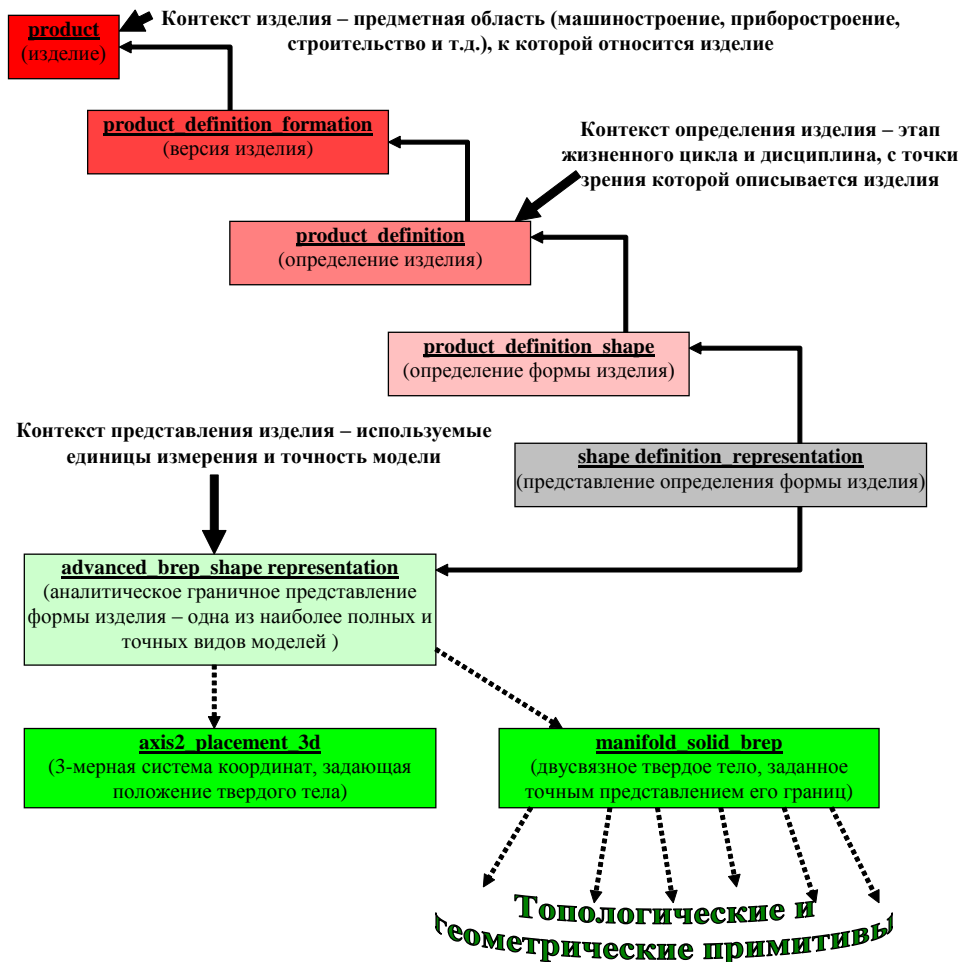 product
(изделие)
Контекст изделия – предметная область (машиностроение, приборостроение,
строительство и т.д.), к которой относится изделие
product_definition_formation
(версия изделия)
Контекст определения изделия – этап
жизненного цикла и дисциплина, с точки
зрения которой описывается изделия
product_definition
(определение изделия)
product_definition_shape
(определение формы изделия)
Контекст представления изделия – используемые
единицы измерения и точность модели
shape definition_representation
(представление определения формы изделия)
advanced_brep_shape representation
(аналитическое граничное представление
формы изделия – одна из наиболее полных и
точных видов моделей )
axis2_placement_3d
(3-мерная система координат, задающая
положение твердого тела)
manifold_solid_brep
(двусвязное твердое тело, заданное
точным представлением его границ)
Топологические и
геометрические примитивы